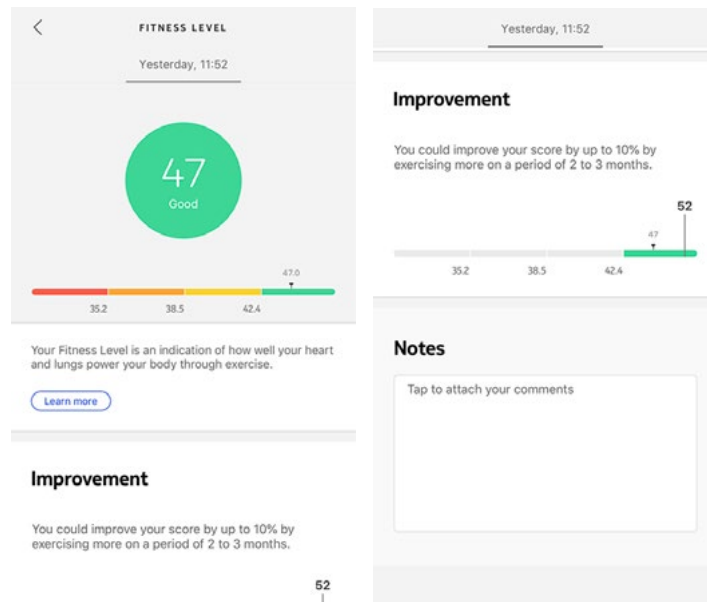 FITNESS LEVEL
Yesterday, 11:52
47
Good
47.0
35.2 38.5 42.4
Your Fitness Level is an indication of how well your heart
and lungs power your body through exercise.
Learn more
Improvement
You could improve your score by up to 10% by
exercising more on a period of 2 to 3 months.
52
Yesterday, 11:52
Improvement
You could improve your score by up to 10% by
exercising more on a period of 2 to 3 months.
52
47
35.2 38.5 42.4
Notes
Tap to attach your comments